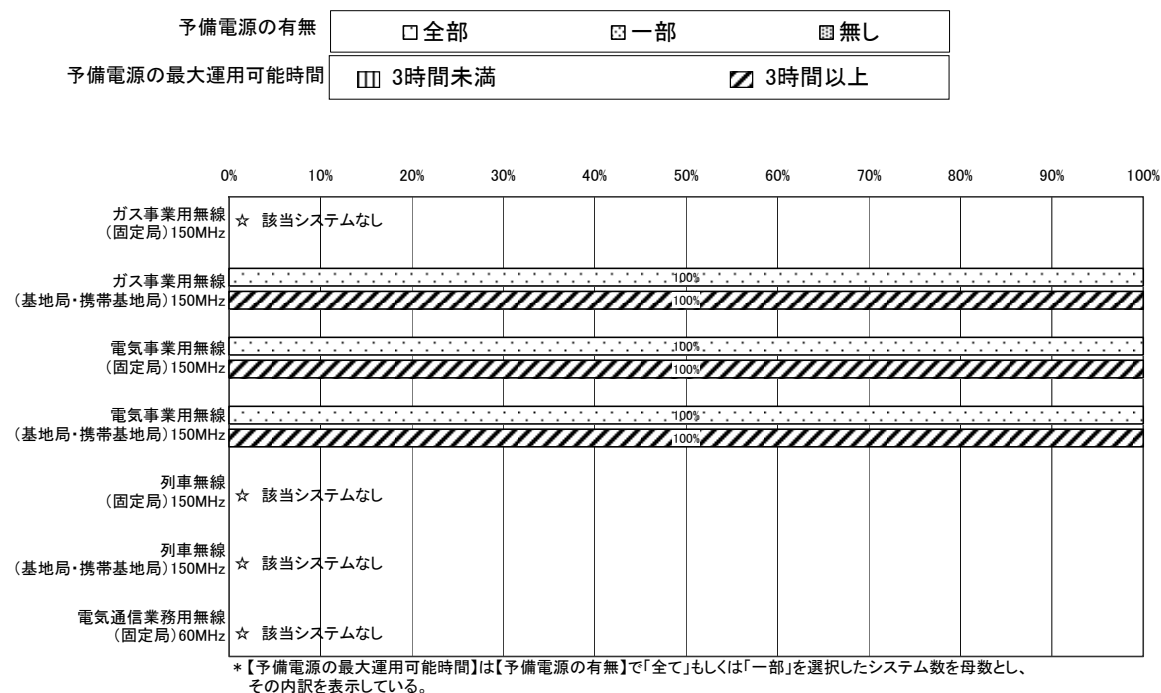 予備電源の有無 全部 一部 無し
予備電源の最大運用可能時間 3時間未満 3時間以上
0% 10% 20% 30% 40% 50% 60% 70% 80% 90% 100%
ガス事業用無線
(固定局)150MHz
☆ 該当システムなし
ガス事業用無線
(基地局・携帯基地局)150MHz
100%
100%
電気事業用無線
(固定局)150MHz
100%
100%
電気事業用無線
(基地局・携帯基地局)150MHz
100%
100%
列車無線
(固定局)150MHz
☆ 該当システムなし
列車無線
(基地局・携帯基地局)150MHz
☆ 該当システムなし
電気通信業務用無線
(固定局)60MHz
☆ 該当システムなし
*【予備電源の最大運用可能時間】は【予備電源の有無】で「全て」もしくは「一部」を選択したシステム数を母数とし、
その内訳を表示している。